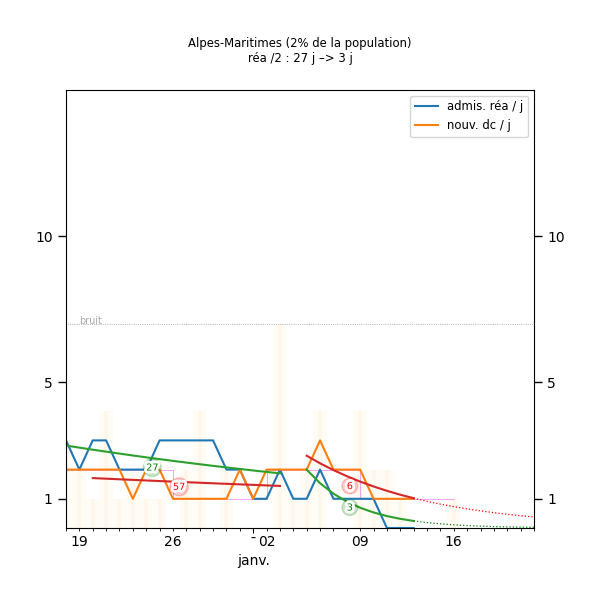 Alpes-Maritimes (2% de la population)
réa /2 : 27 j –> 3 j
admis. réa / j
nouv. dc / j
10
10
bruit
5
5
27
57
6
3
1
1
19
26
02
09
16
janv.